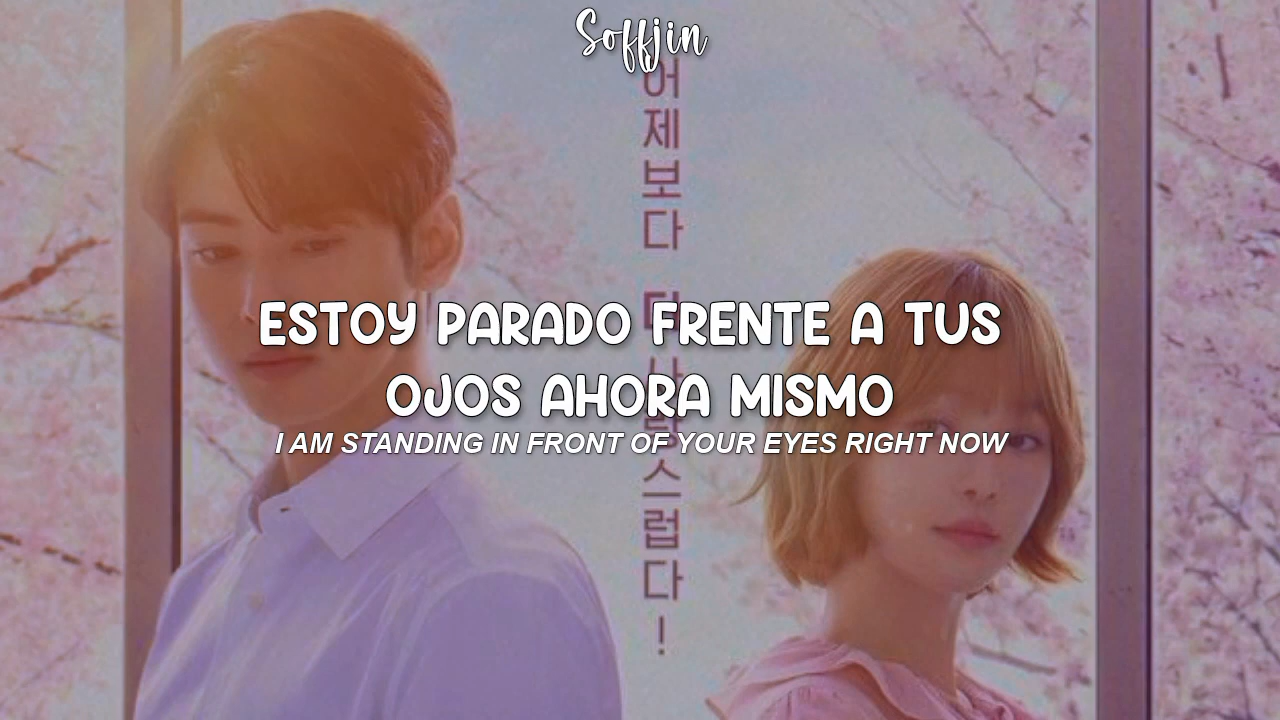 Soffjin
어제보다
ESTOY PARADO FRENTE A TUS
OJOS AHORA MISMO
I AM STANDING IN FRONT OF YOUR EYES RIGHT NOW
스럽다!